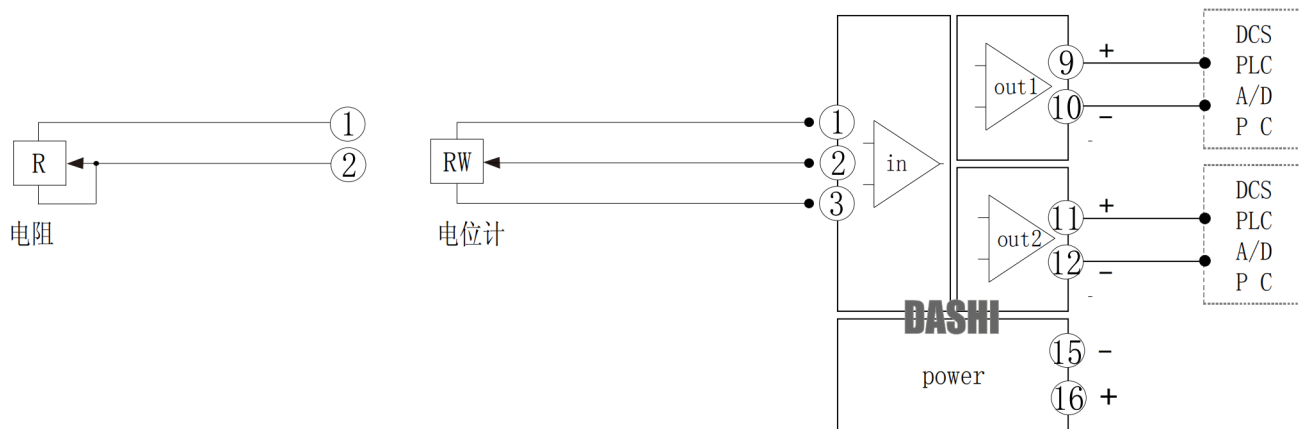 R
①
②
电阻
RW
电位计
①
②
③
in
out1
⑨
+
⑩
-
DCS
PLC
A/D
P C
out2
⑪
+
⑫
-
DCS
PLC
A/D
P C
DASHI
power
⑮
-
⑯
+